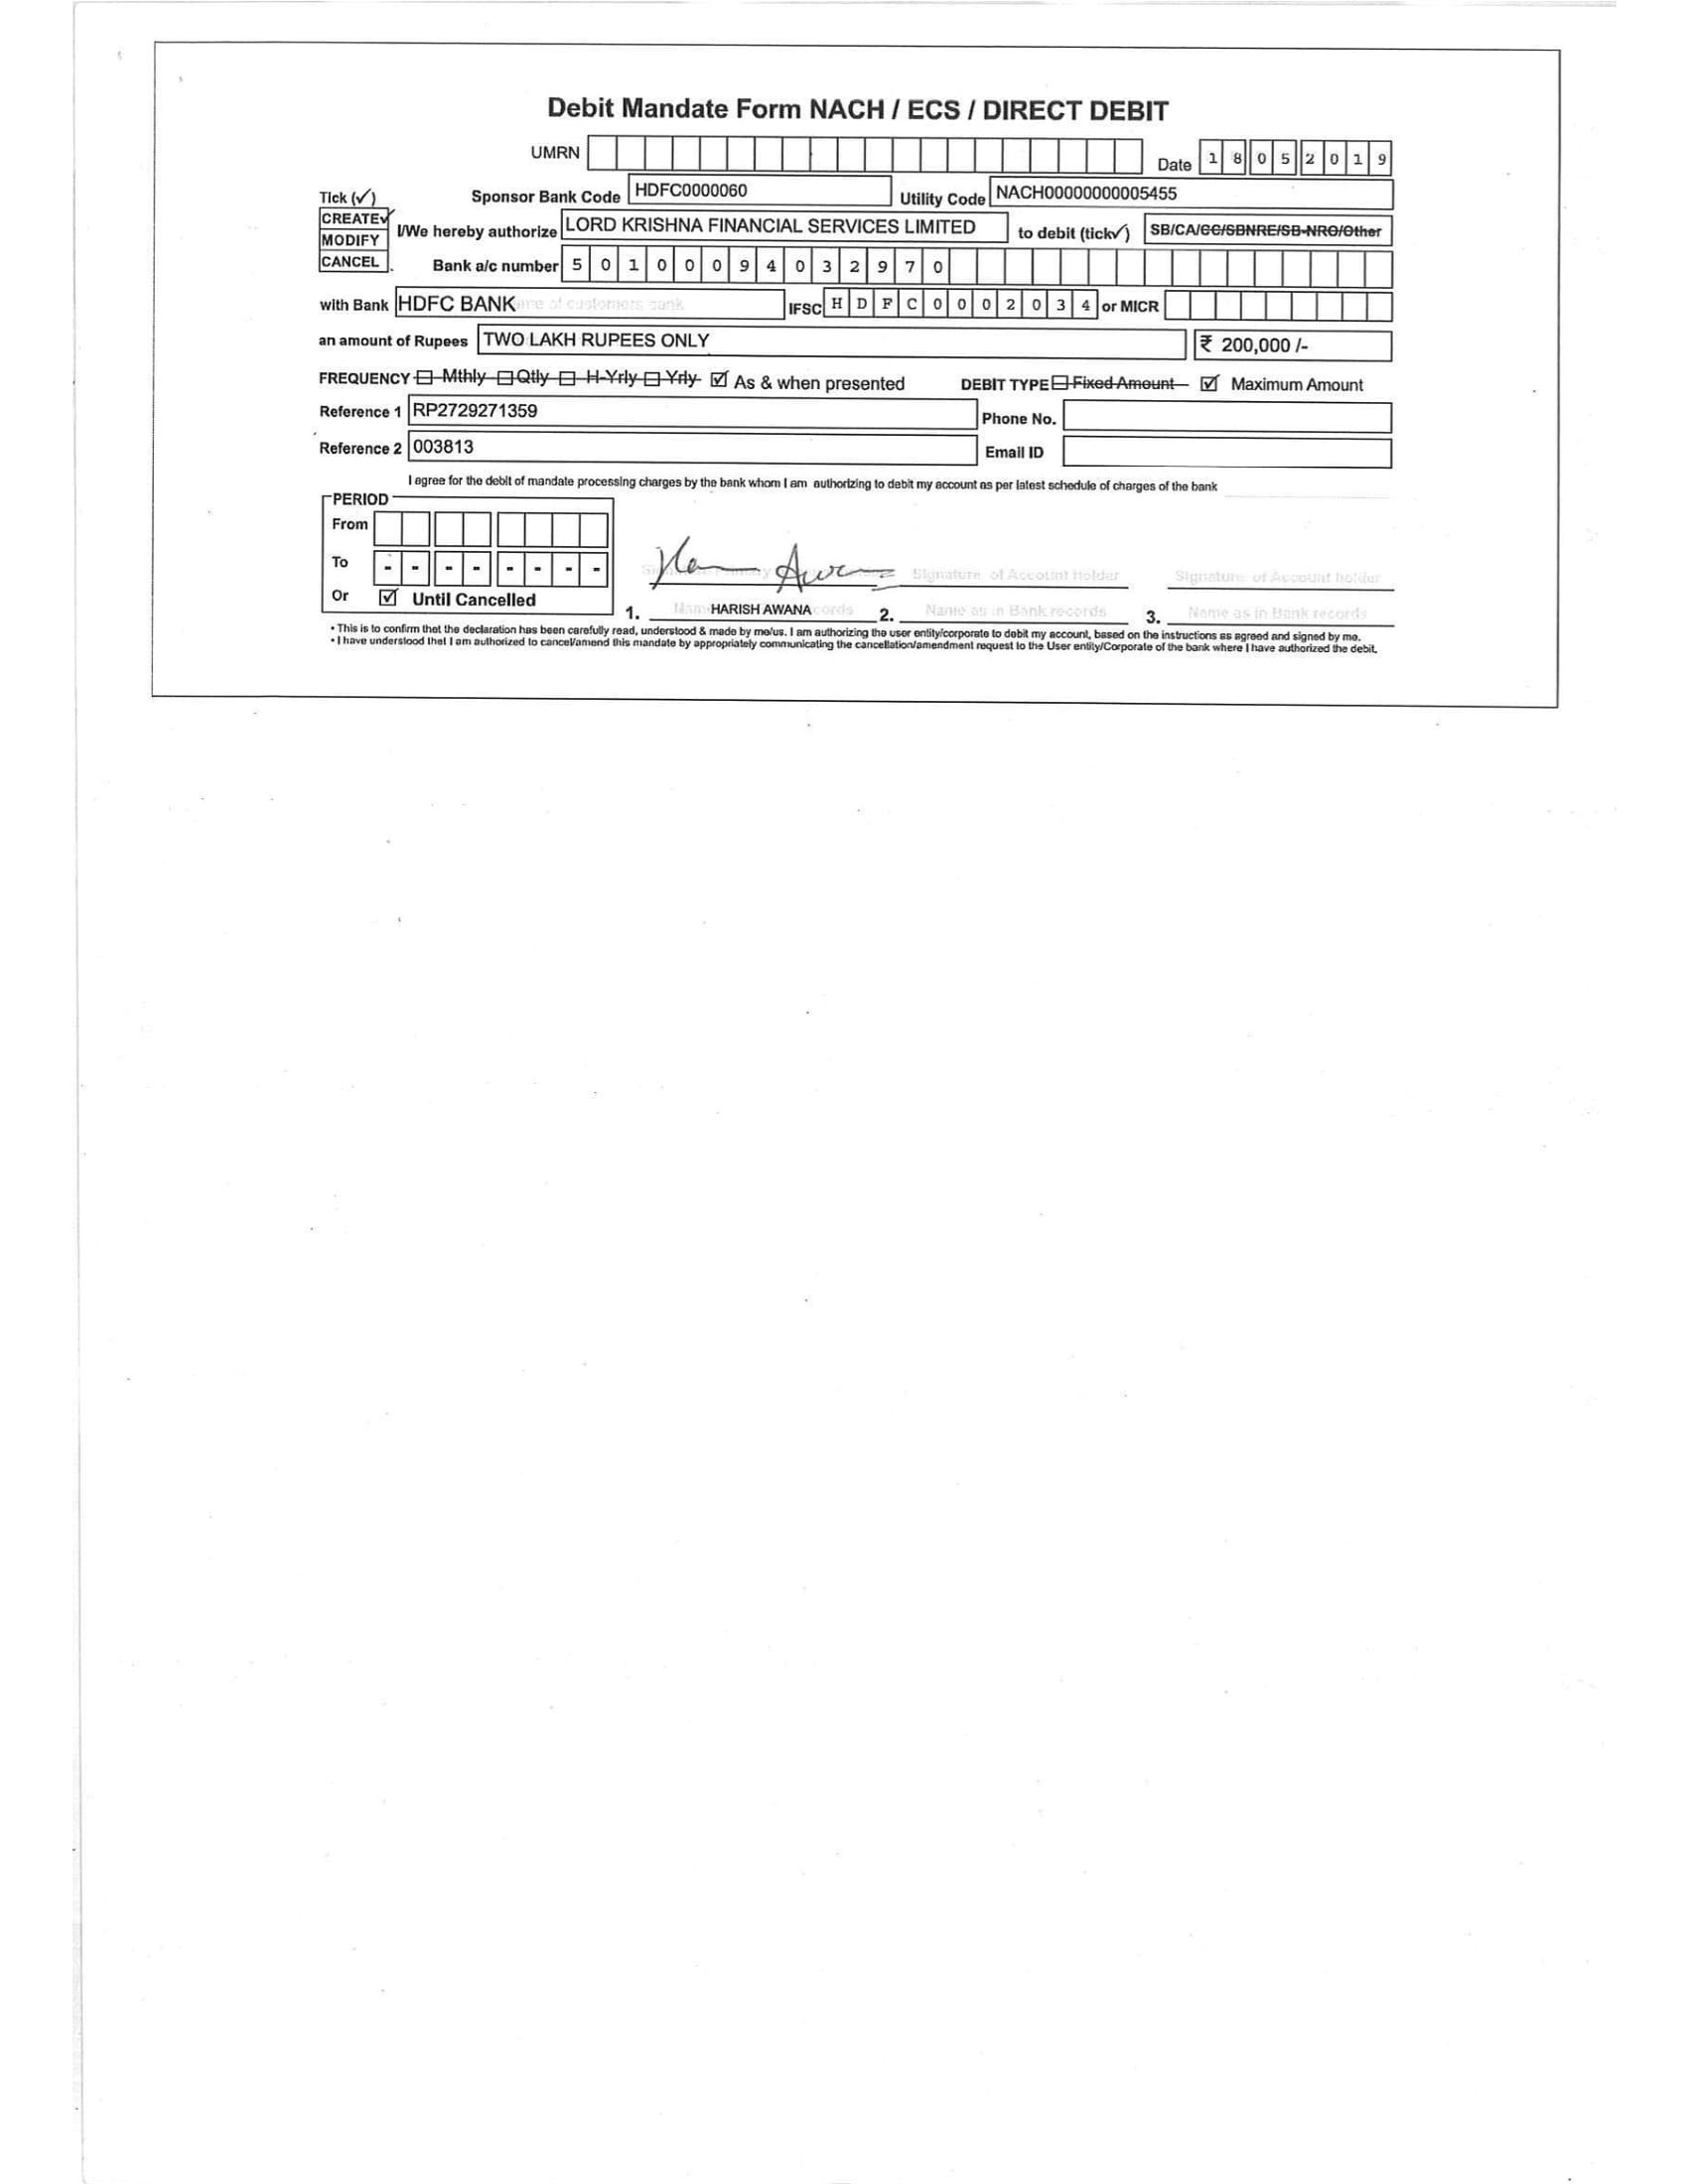 Debit Mandate Form NACH / ECS / DIRECT DEBIT
UMRN Date 1 8 0 5 2 0 1 9
Tick (✓) Sponsor Bank Code HDFC0000060 Utility Code NACH00000000005455
CREATE✓
MODIFY
CANCEL
I/We hereby authorize LORD KRISHNA FINANCIAL SERVICES LIMITED to debit (tick✓) SB/CA/CC/SBNRE/SB-NRO/Other
Bank a/c number 5 0 1 0 0 0 9 4 0 3 2 9 7 0
with Bank HDFC BANK of customers bank IFSC H D F C 0 0 0 2 0 3 4 or MICR
an amount of Rupees TWO LAKH RUPEES ONLY ₹ 200,000 /-
FREQUENCY ☐ Mthly ☐ Qtly ☐ H-Yrly ☐ Yrly ☑ As & when presented DEBIT TYPE ☐ Fixed Amount ☑ Maximum Amount
Reference 1 RP2729271359 Phone No.
Reference 2 003813 Email ID
I agree for the debit of mandate processing charges by the bank whom I am authorizing to debit my account as per latest schedule of charges of the bank
PERIOD
From
To - - - - - - - -
Or ☑ Until Cancelled
Signature of Account Holder Signature of Account holder
1. HARISH AWANA 2. Name as in Bank records 3. Name as in Bank records
• This is to confirm that the declaration has been carefully read, understood & made by me/us. I am authorizing the user entity/corporate to debit my account, based on the instructions as agreed and signed by me.
• I have understood that I am authorized to cancel/amend this mandate by appropriately communicating the cancellation/amendment request to the User entity/Corporate of the bank where I have authorized the debit.